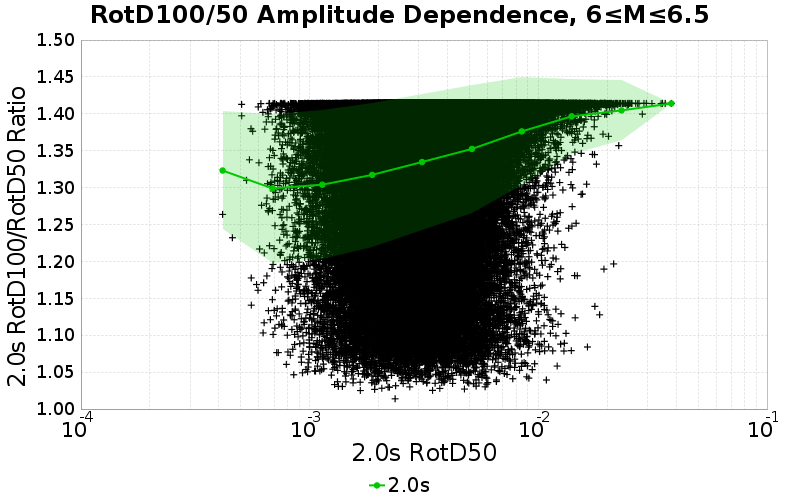 RotD100/50 Amplitude Dependence, 6≤M≤6.5
2.0s RotD100/RotD50 Ratio
1.50
1.45
1.40
1.35
1.30
1.25
1.20
1.15
1.10
1.05
1.00
10^-4 10^-3 10^-2 10^-1
2.0s RotD50
2.0s